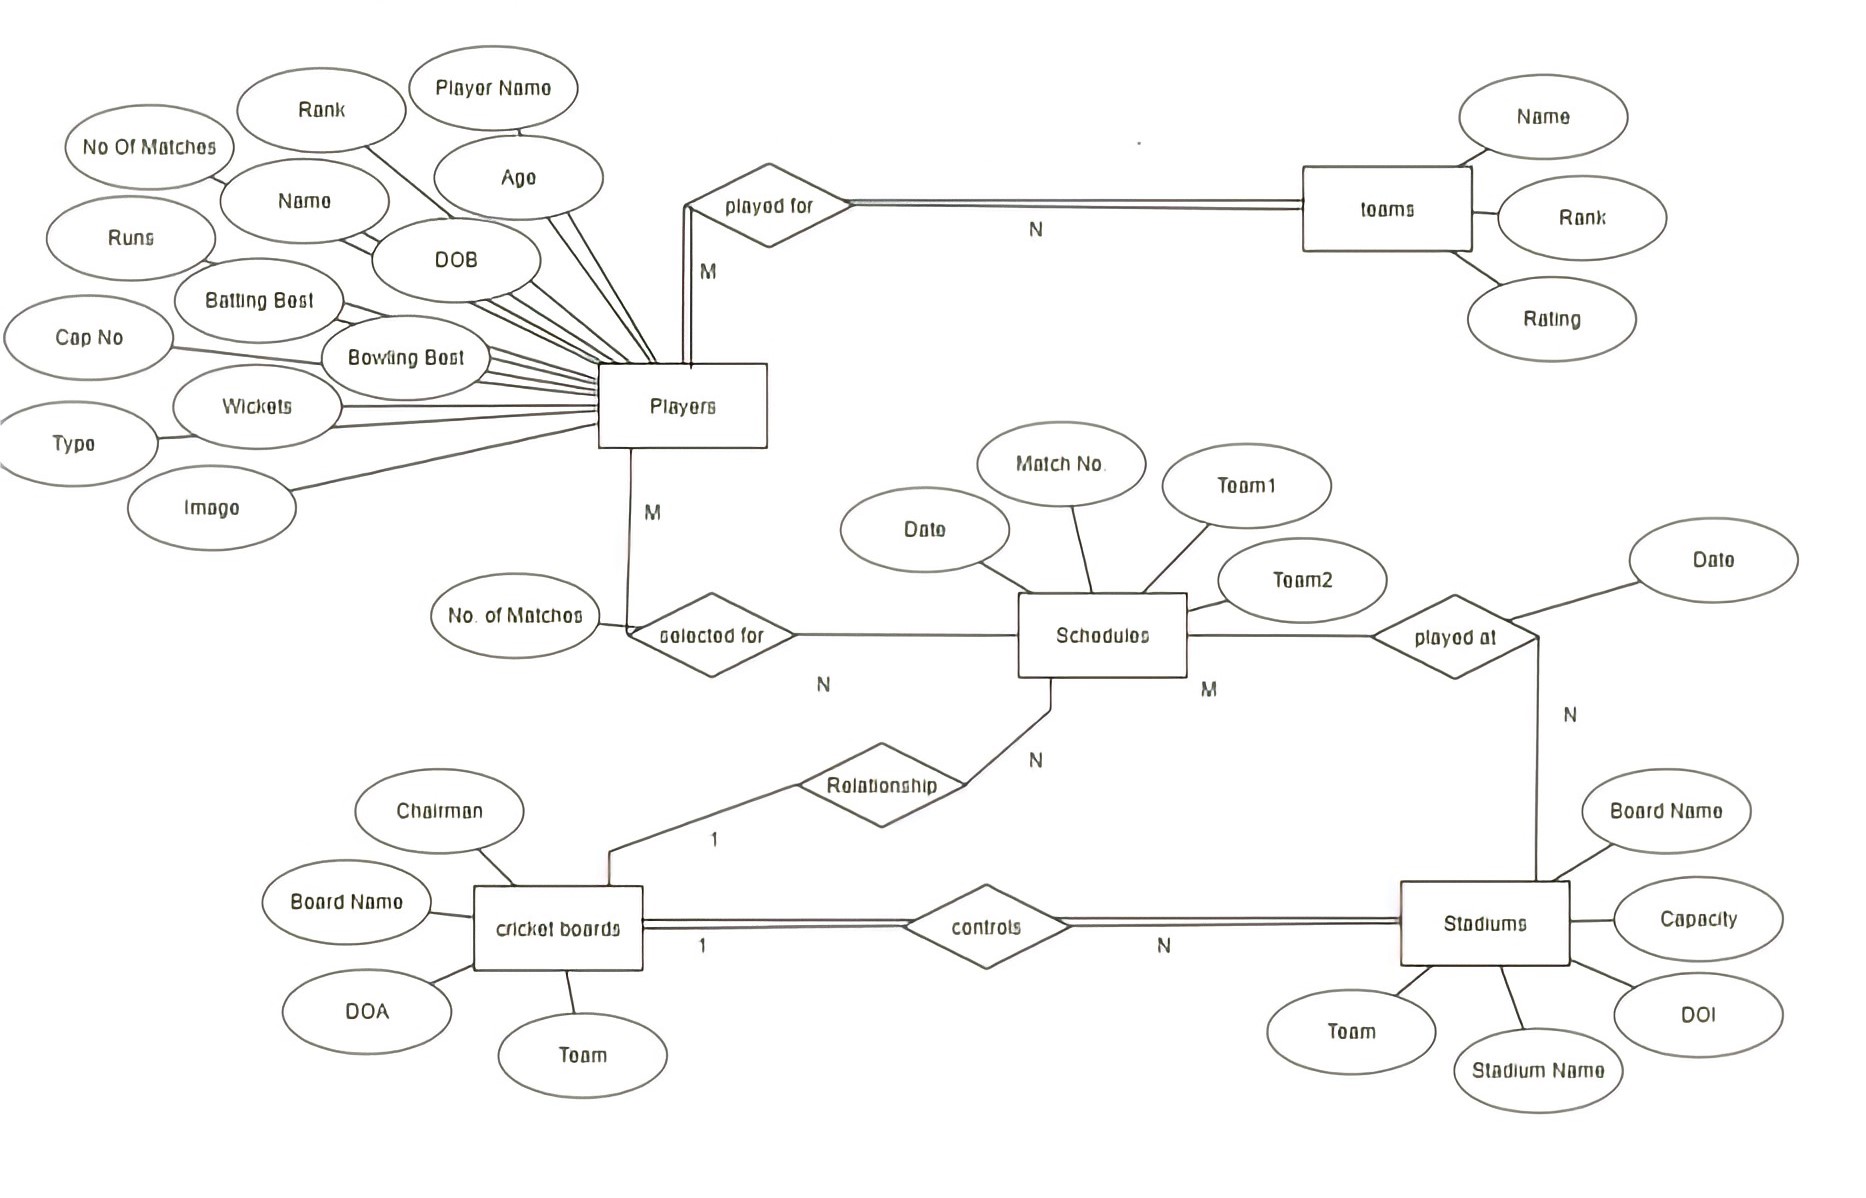 Player Name
Rank
No Of Matches
Age
Name
Runs
DOB
Batting Best
Cap No
Bowling Best
Wickets
Type
Image
Players
played for
M
N
teams
Name
Rank
Rating
M
No. of Matches
selected for
N
Match No.
Team1
Date
Team2
Schedules
M
played at
Date
N
Relationship
N
1
Chairman
Board Name
cricket boards
DOA
Team
1
controls
N
Stadiums
Board Name
Capacity
DOI
Team
Stadium Name